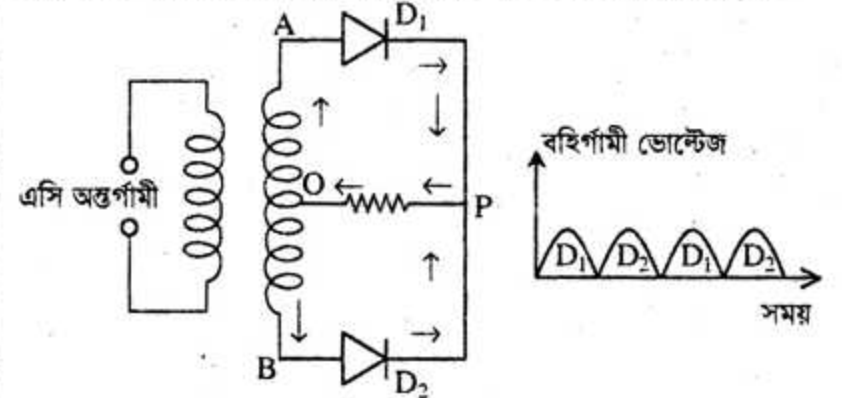 A
D₁
এসি অন্তর্গামী
O
P
B
D₂
বহির্গামী ভোল্টেজ
D₁ D₂ D₁ D₂
সময়